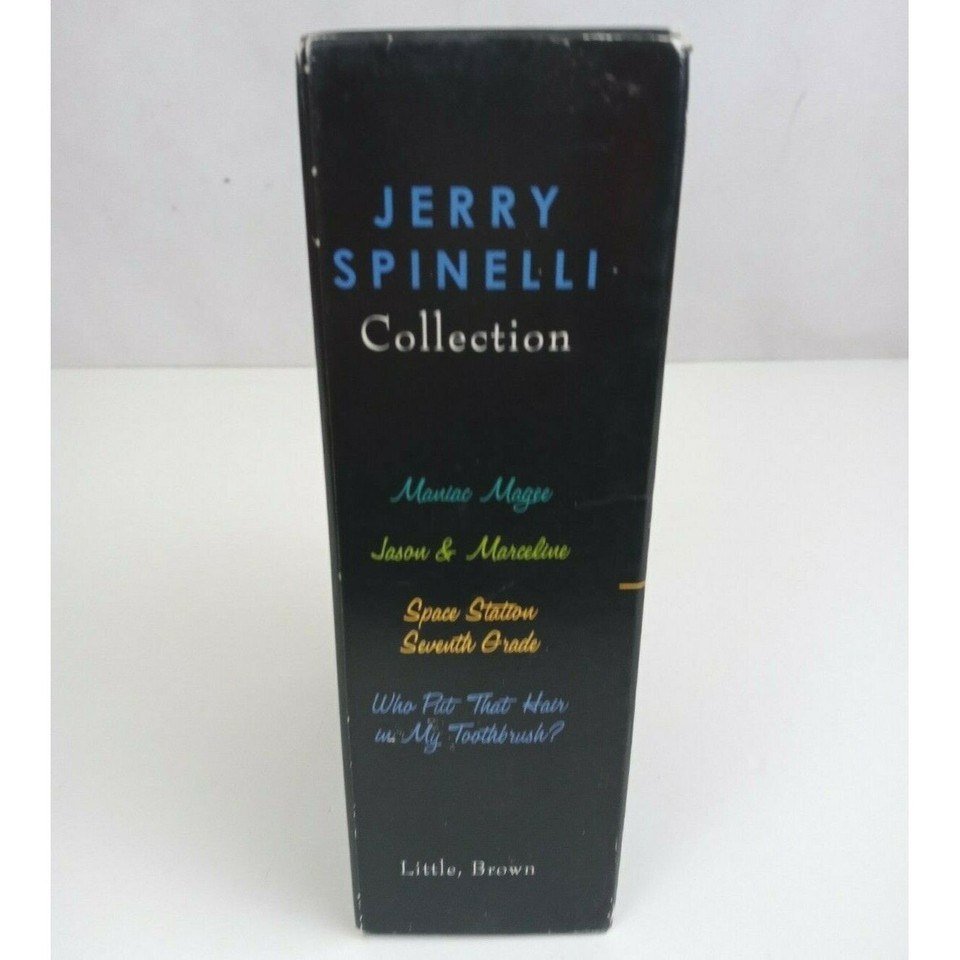 JERRY
SPINELLI
Collection
Maniac Magee
Jason & Marceline
Space Station
Seventh Grade
Who Put That Hair
in My Toothbrush?
Little, Brown